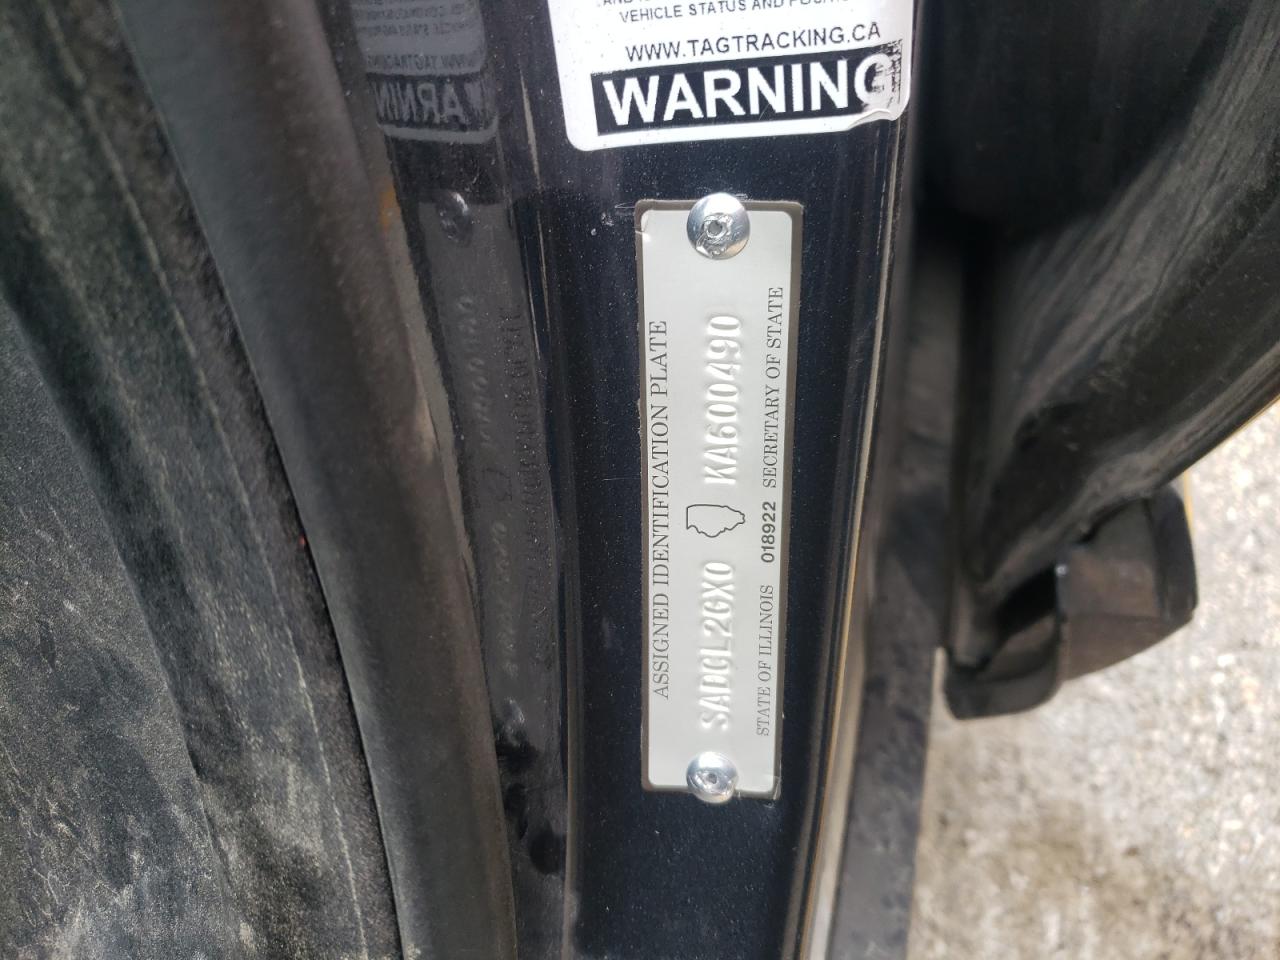 VEHICLE STATUS AND
WWW.TAGTRACKING.CA
WARNING
ASSIGNED IDENTIFICATION PLATE
SADCL2GX0 KA600490
STATE OF ILLINOIS 018922 SECRETARY OF STATE